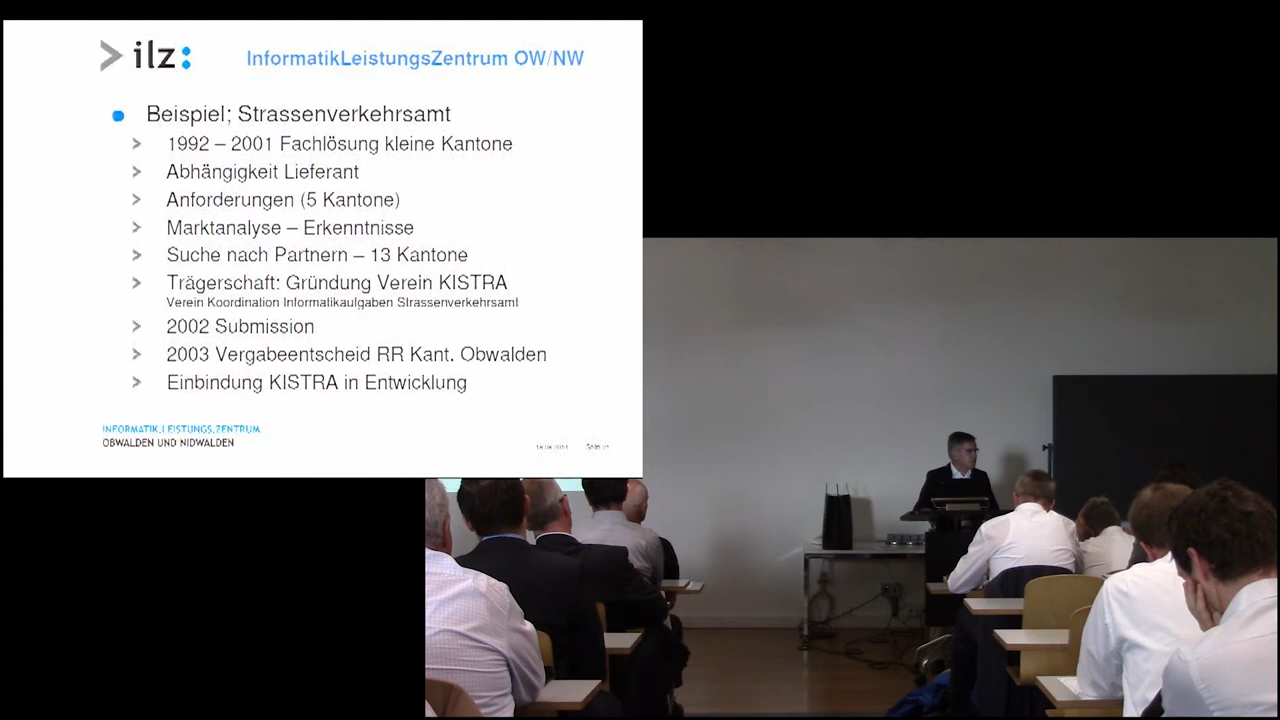 ilz:
InformatikLeistungsZentrum OW/NW
Beispiel; Strassenverkehrsamt
1992 – 2001 Fachlösung kleine Kantone
Abhängigkeit Lieferant
Anforderungen (5 Kantone)
Marktanalyse – Erkenntnisse
Suche nach Partnern – 13 Kantone
Trägerschaft: Gründung Verein KISTRA
Verein Koordination Informatikaufgaben Strassenverkehrsamt
2002 Submission
2003 Vergabeentscheid RR Kant. Obwalden
Einbindung KISTRA in Entwicklung
INFORMATIK.LEISTUNGS.ZENTRUM
OBWALDEN UND NIDWALDEN